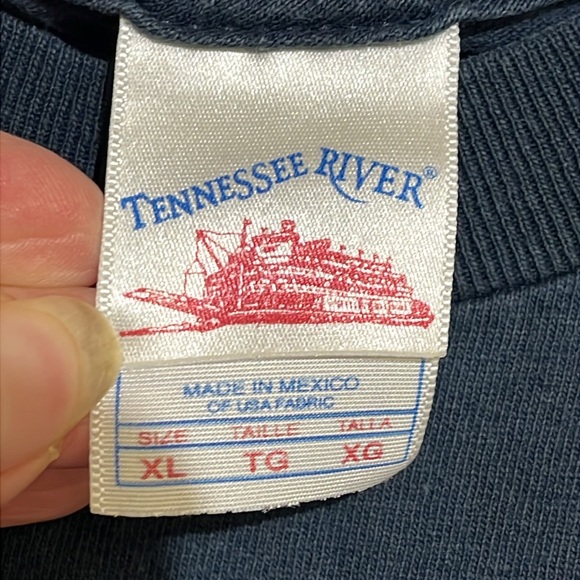 TENNESSEE RIVER®
MADE IN MEXICO
OF USA FABRIC
SIZE TAILLE TALLA
XL TG XG